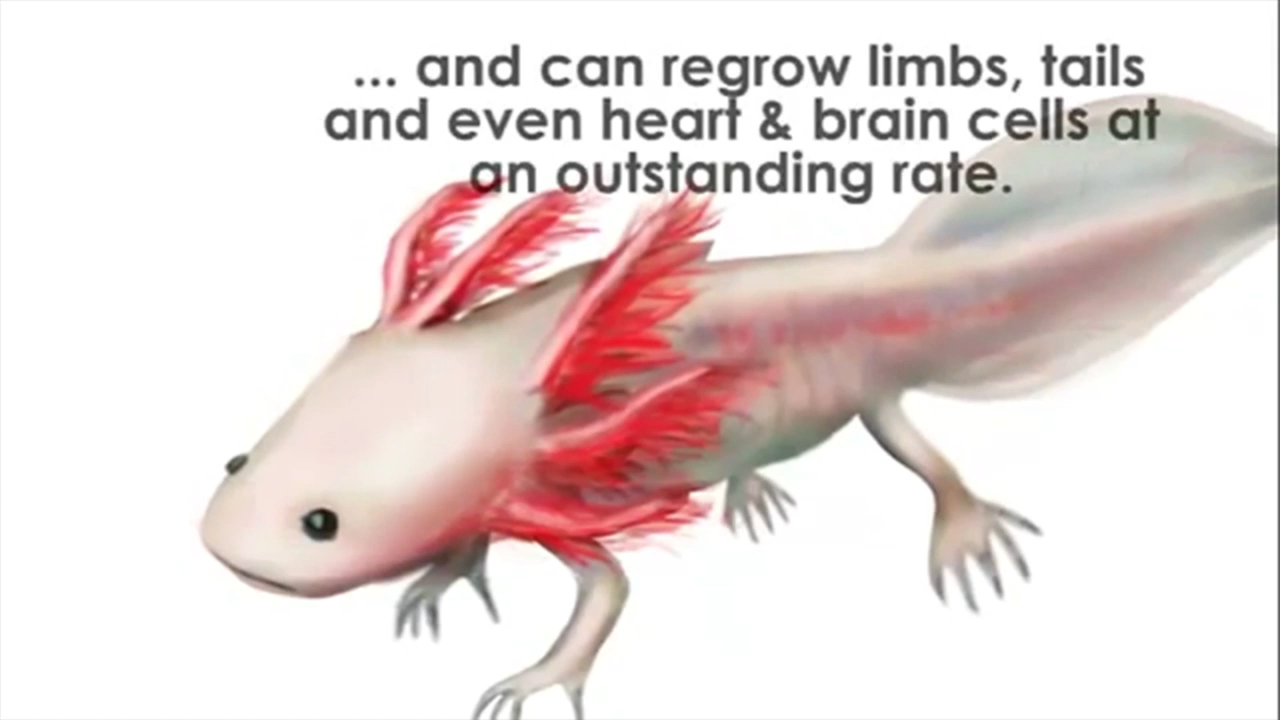 ... and can regrow limbs, tails
and even heart & brain cells at
an outstanding rate.